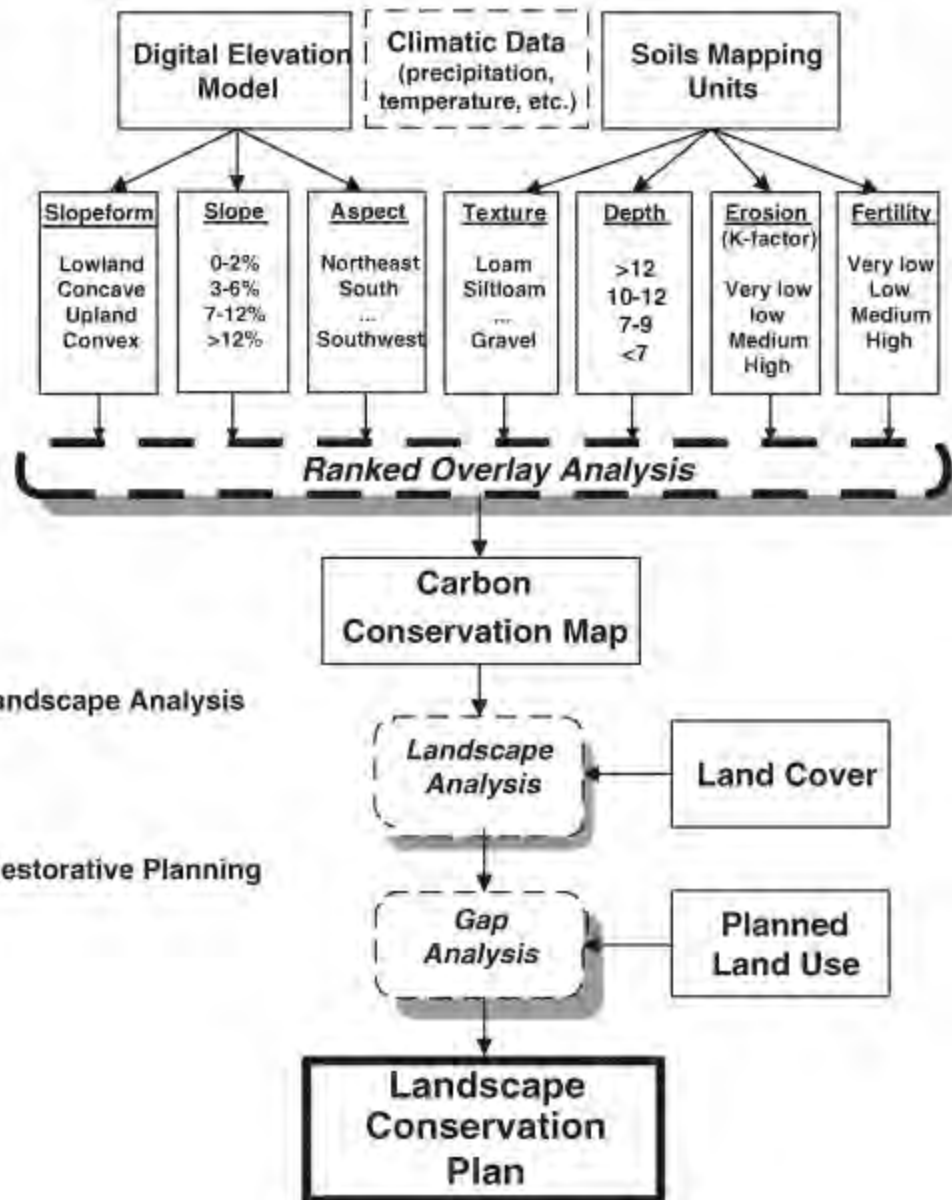 Digital Elevation
Model
Climatic Data
(precipitation,
temperature, etc.)
Soils Mapping
Units
Slopeform
Lowland
Concave
Upland
Convex
Slope
0-2%
3-6%
7-12%
>12%
Aspect
Northeast
South
...
Southwest
Texture
Loam
Siltloam
...
Gravel
Depth
>12
10-12
7-9
<7
Erosion
(K-factor)
Very low
low
Medium
High
Fertility
Very low
Low
Medium
High
Ranked Overlay Analysis
Carbon
Conservation Map
andscape Analysis
Landscape
Analysis
Land Cover
estorative Planning
Gap
Analysis
Planned
Land Use
Landscape
Conservation
Plan